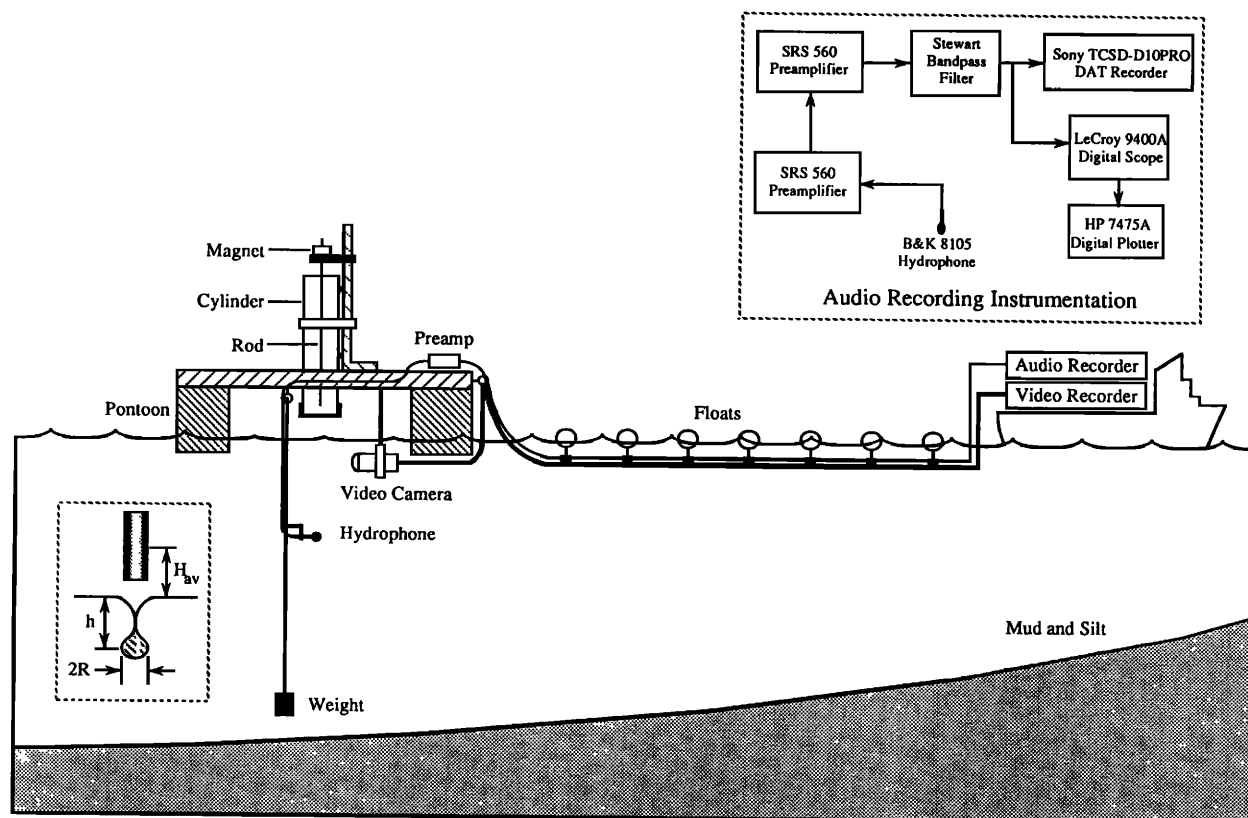 SRS 560
Preamplifier
Stewart
Bandpass
Filter
Sony TCSD-D10PRO
DAT Recorder
LeCroy 9400A
Digital Scope
SRS 560
Preamplifier
HP 7475A
Digital Plotter
B&K 8105
Hydrophone
Audio Recording Instrumentation
Magnet
Cylinder
Rod
Preamp
Pontoon
Floats
Audio Recorder
Video Recorder
Video Camera
Hydrophone
H_av
h
2R
Weight
Mud and Silt